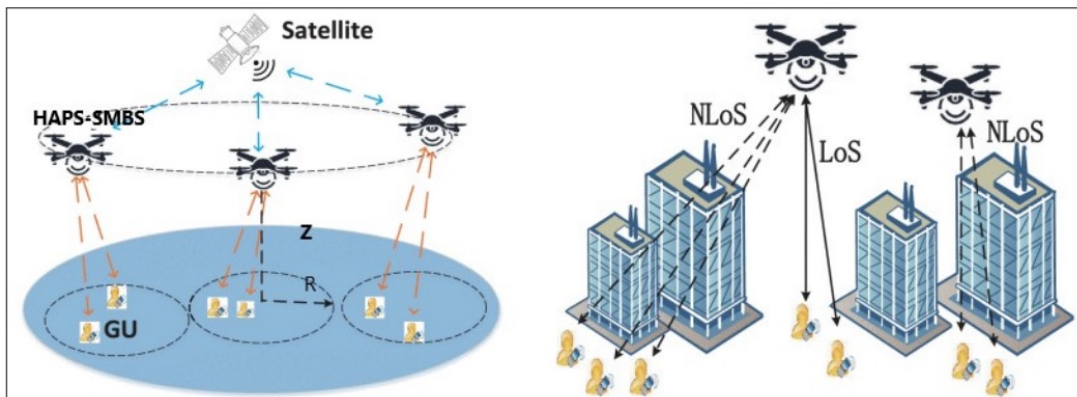 Satellite
HAPS-SMBS
Z
R
GU
NLoS
LoS
NLoS